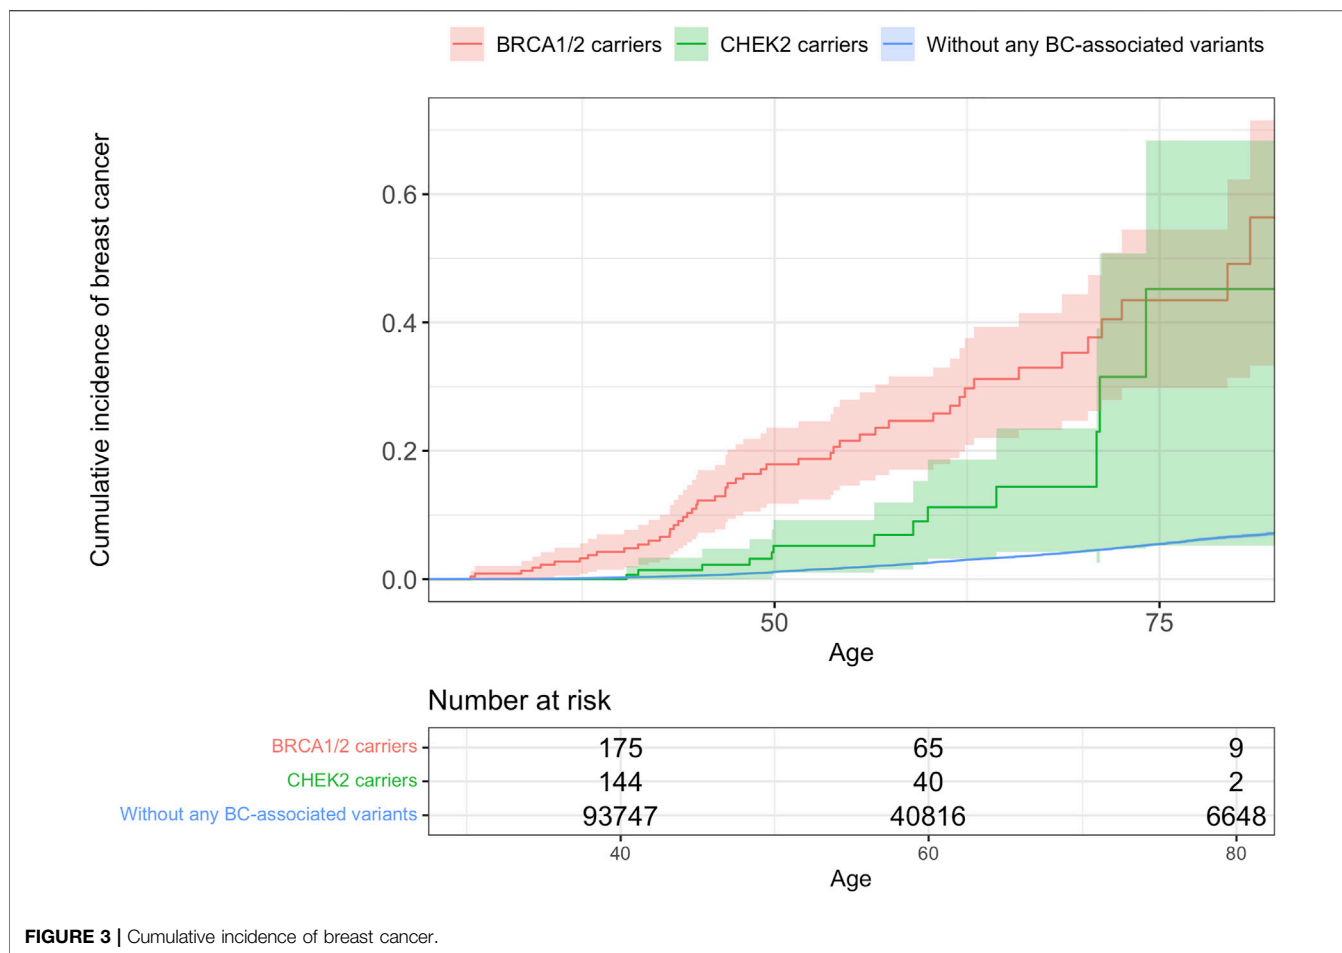 BRCA1/2 carriers CHEK2 carriers Without any BC-associated variants
Cumulative incidence of breast cancer
0.6
0.4
0.2
0.0
50 75
Age
Number at risk
BRCA1/2 carriers 175 65 9
CHEK2 carriers 144 40 2
Without any BC-associated variants 93747 40816 6648
40 60 80
Age
FIGURE 3 | Cumulative incidence of breast cancer.